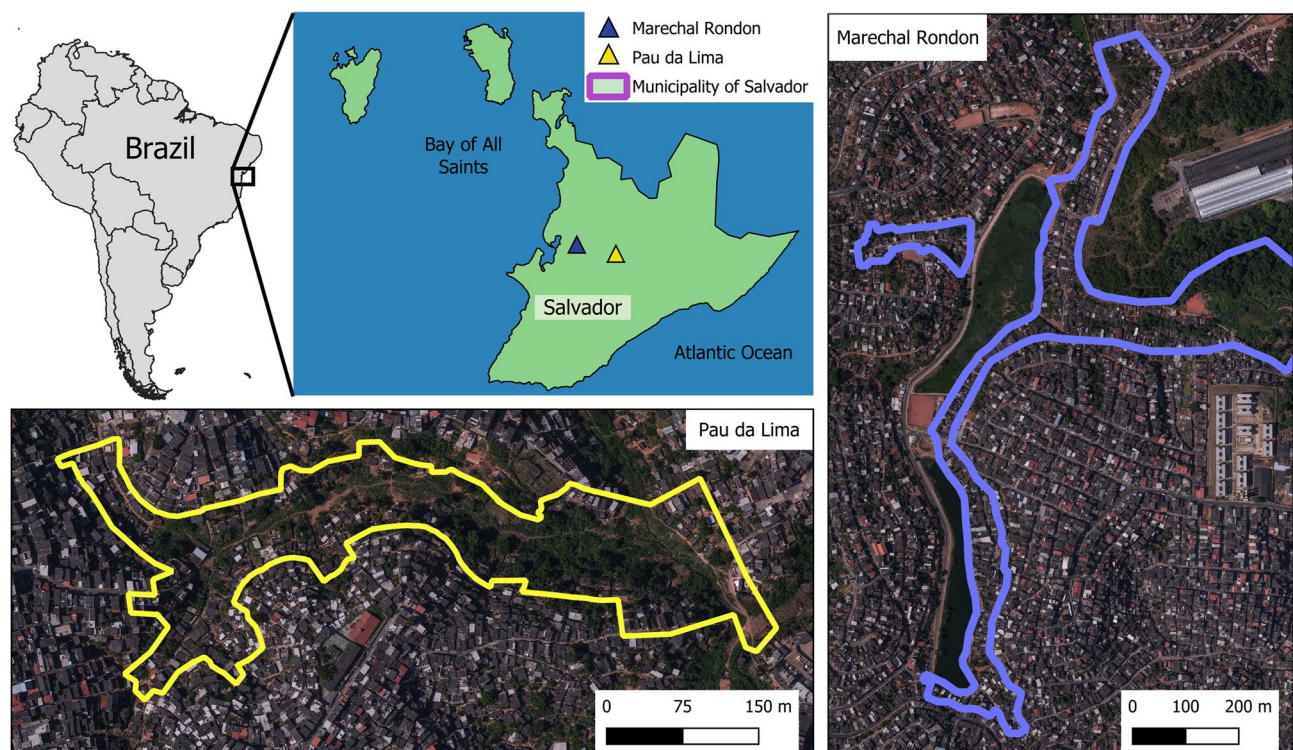 Brazil
Marechal Rondon
Pau da Lima
Municipality of Salvador
Bay of All
Saints
Salvador
Atlantic Ocean
Marechal Rondon
Pau da Lima
0 75 150 m
0 100 200 m